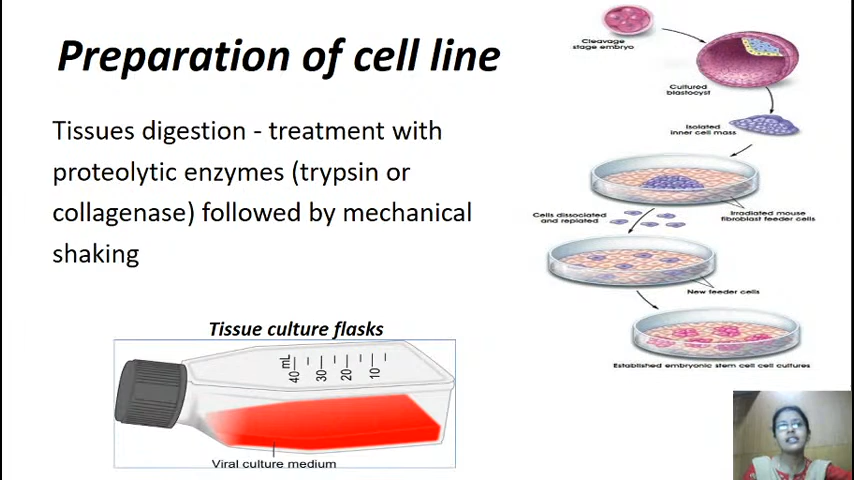 Preparation of cell line
Tissues digestion - treatment with
proteolytic enzymes (trypsin or
collagenase) followed by mechanical
shaking
Tissue culture flasks
mL
40
30
20
10
Viral culture medium
Cleavage
stage embryo
Cultured
blastocyst
Isolated
inner cell mass
Irradiated mouse
fibroblast feeder cells
Cells dissociated
and replated
New feeder cells
Established embryonic stem cell cell cultures